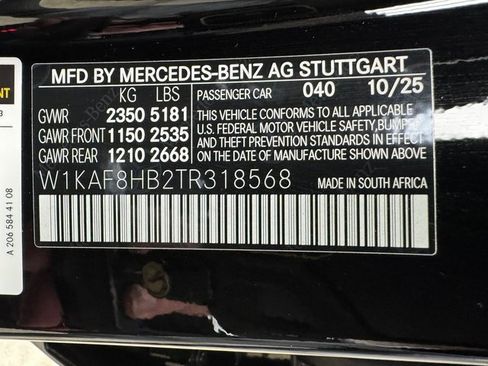 MFD BY MERCEDES-BENZ AG STUTTGART
KG LBS PASSENGER CAR 040 10/25
GVWR 2350 5181
GAWR FRONT 1150 2535
GAWR REAR 1210 2668
THIS VEHICLE CONFORMS TO ALL APPLICABLE
U.S. FEDERAL MOTOR VEHICLE SAFETY, BUMPER
AND THEFT PREVENTION STANDARDS IN EFFECT
ON THE DATE OF MANUFACTURE SHOWN ABOVE.
W1KAF8HB2TR318568 MADE IN SOUTH AFRICA
A 206 584 41 08